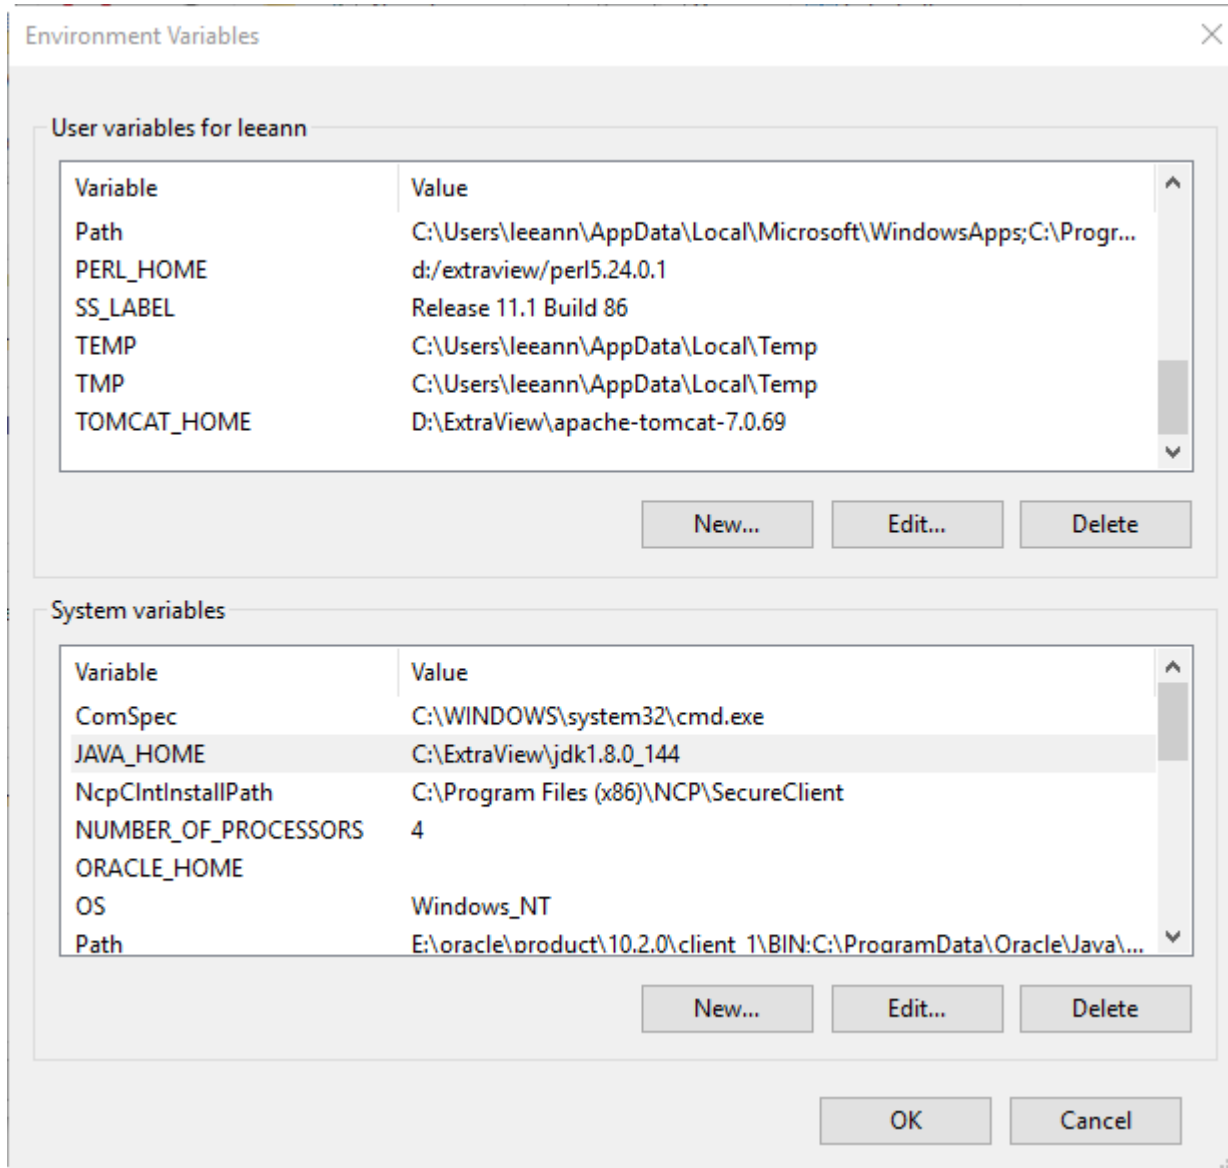 Environment Variables
User variables for leeann
Variable Value
Path C:\Users\leeann\AppData\Local\Microsoft\WindowsApps;C:\Progr...
PERL_HOME d:/extraview/perl5.24.0.1
SS_LABEL Release 11.1 Build 86
TEMP C:\Users\leeann\AppData\Local\Temp
TMP C:\Users\leeann\AppData\Local\Temp
TOMCAT_HOME D:\ExtraView\apache-tomcat-7.0.69
New... Edit... Delete
System variables
Variable Value
ComSpec C:\WINDOWS\system32\cmd.exe
JAVA_HOME C:\ExtraView\jdk1.8.0_144
NcpClntInstallPath C:\Program Files (x86)\NCP\SecureClient
NUMBER_OF_PROCESSORS 4
ORACLE_HOME
OS Windows_NT
Path E:\oracle\product\10.2.0\client_1\BIN;C:\ProgramData\Oracle\Java\...
New... Edit... Delete
OK Cancel